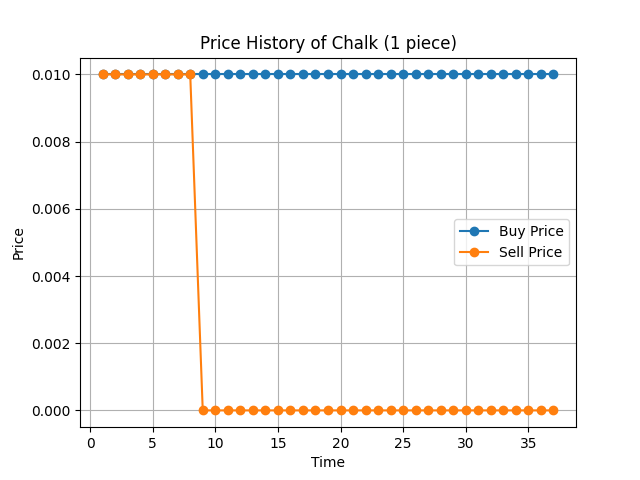 Price History of Chalk (1 piece)
0.010
0.008
0.006
0.004
0.002
0.000
Price
Buy Price
Sell Price
0 5 10 15 20 25 30 35
Time